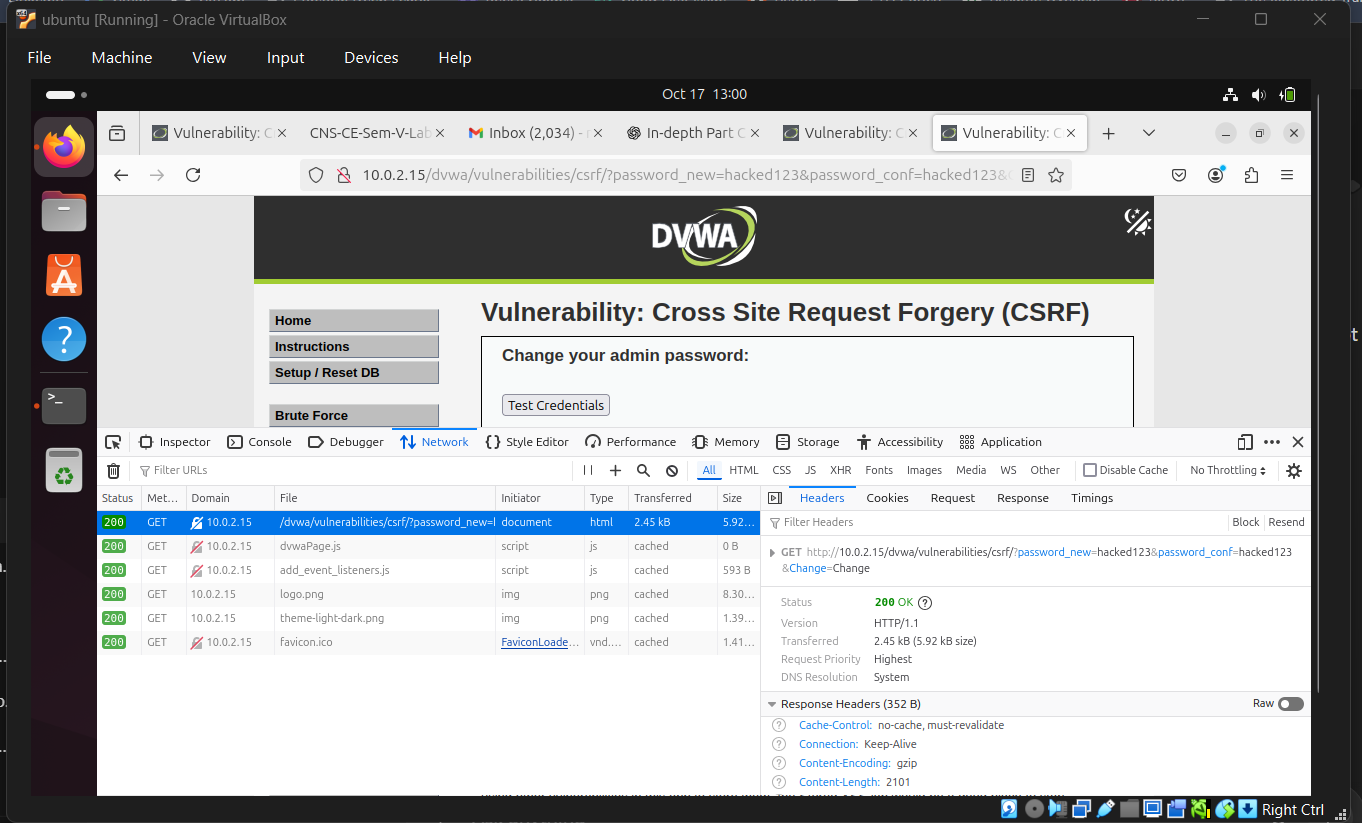 ubuntu [Running] - Oracle VirtualBox
File Machine View Input Devices Help
Oct 17 13:00
Vulnerability: C
CNS-CE-Sem-V-Lab
Inbox (2,034) -
In-depth Part
Vulnerability: C
Vulnerability: C
10.0.2.15/dvwa/vulnerabilities/csrf/?password_new=hacked123&password_conf=hacked123&
DVWA
Home
Instructions
Setup / Reset DB
Brute Force
Vulnerability: Cross Site Request Forgery (CSRF)
Change your admin password:
Test Credentials
Inspector Console Debugger Network Style Editor Performance Memory Storage Accessibility Application
Filter URLs
All HTML CSS JS XHR Fonts Images Media WS Other Disable Cache No Throttling
Status Met... Domain File Initiator Type Transferred Size
200 GET 10.0.2.15 /dvwa/vulnerabilities/csrf/?password_new= document html 2.45 kB 5.92...
200 GET 10.0.2.15 dvwaPage.js script js cached 0 B
200 GET 10.0.2.15 add_event_listeners.js script js cached 593 B
200 GET 10.0.2.15 logo.png img png cached 8.30...
200 GET 10.0.2.15 theme-light-dark.png img png cached 1.39...
200 GET 10.0.2.15 favicon.ico FaviconLoade... vnd.... cached 1.41...
Headers Cookies Request Response Timings
Filter Headers
Block Resend
GET http://10.0.2.15/dvwa/vulnerabilities/csrf/?password_new=hacked123&password_conf=hacked123
&Change=Change
Status 200 OK
Version HTTP/1.1
Transferred 2.45 kB (5.92 kB size)
Request Priority Highest
DNS Resolution System
Response Headers (352 B)
Raw
Cache-Control: no-cache, must-revalidate
Connection: Keep-Alive
Content-Encoding: gzip
Content-Length: 2101
Right Ctrl